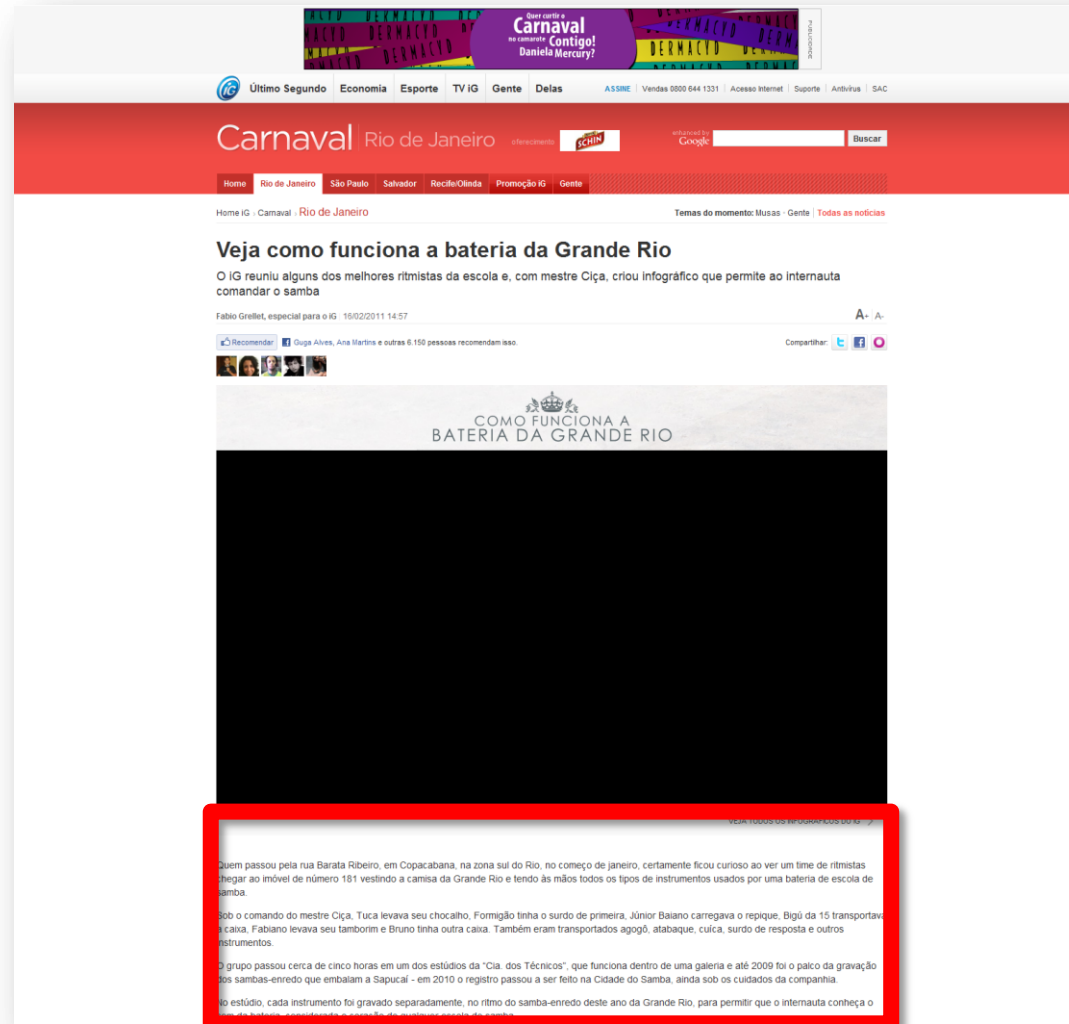 Quer curtir o
Carnaval
no camarote Contigo!
Daniela Mercury?
DERMACYD
PUBLICIDADE
iG Último Segundo Economia Esporte TV iG Gente Delas ASSINE Vendas 0800 644 1331 Acesso Internet Suporte Antivírus SAC
Carnaval Rio de Janeiro oferecimento SCHIN enhanced by Google Buscar
Home Rio de Janeiro São Paulo Salvador Recife/Olinda Promoção iG Gente
Home iG › Carnaval › Rio de Janeiro Temas do momento: Musas - Gente Todas as notícias
Veja como funciona a bateria da Grande Rio
O iG reuniu alguns dos melhores ritmistas da escola e, com mestre Ciça, criou infográfico que permite ao internauta
comandar o samba
Fabio Grellet, especial para o iG 16/02/2011 14:57 A+ A-
Recomendar Guga Alves, Ana Martins e outras 6.150 pessoas recomendam isso. Compartilhar:
COMO FUNCIONA A
BATERIA DA GRANDE RIO
VEJA TODOS OS INFOGRÁFICOS DO IG >
Quem passou pela rua Barata Ribeiro, em Copacabana, na zona sul do Rio, no começo de janeiro, certamente ficou curioso ao ver um time de ritmistas
chegar ao imóvel de número 181 vestindo a camisa da Grande Rio e tendo às mãos todos os tipos de instrumentos usados por uma bateria de escola de
samba.
Sob o comando do mestre Ciça, Tuca levava seu chocalho, Formigão tinha o surdo de primeira, Júnior Baiano carregava o repique, Bigú da 15 transportava
a caixa, Fabiano levava seu tamborim e Bruno tinha outra caixa. Também eram transportados agogô, atabaque, cuíca, surdo de resposta e outros
instrumentos.
O grupo passou cerca de cinco horas em um dos estúdios da “Cia. dos Técnicos”, que funciona dentro de uma galeria e até 2009 foi o palco da gravação
dos sambas-enredo que embalam a Sapucaí - em 2010 o registro passou a ser feito na Cidade do Samba, ainda sob os cuidados da companhia.
No estúdio, cada instrumento foi gravado separadamente, no ritmo do samba-enredo deste ano da Grande Rio, para permitir que o internauta conheça o
som da bateria, considerada o coração de qualquer escola de samba.